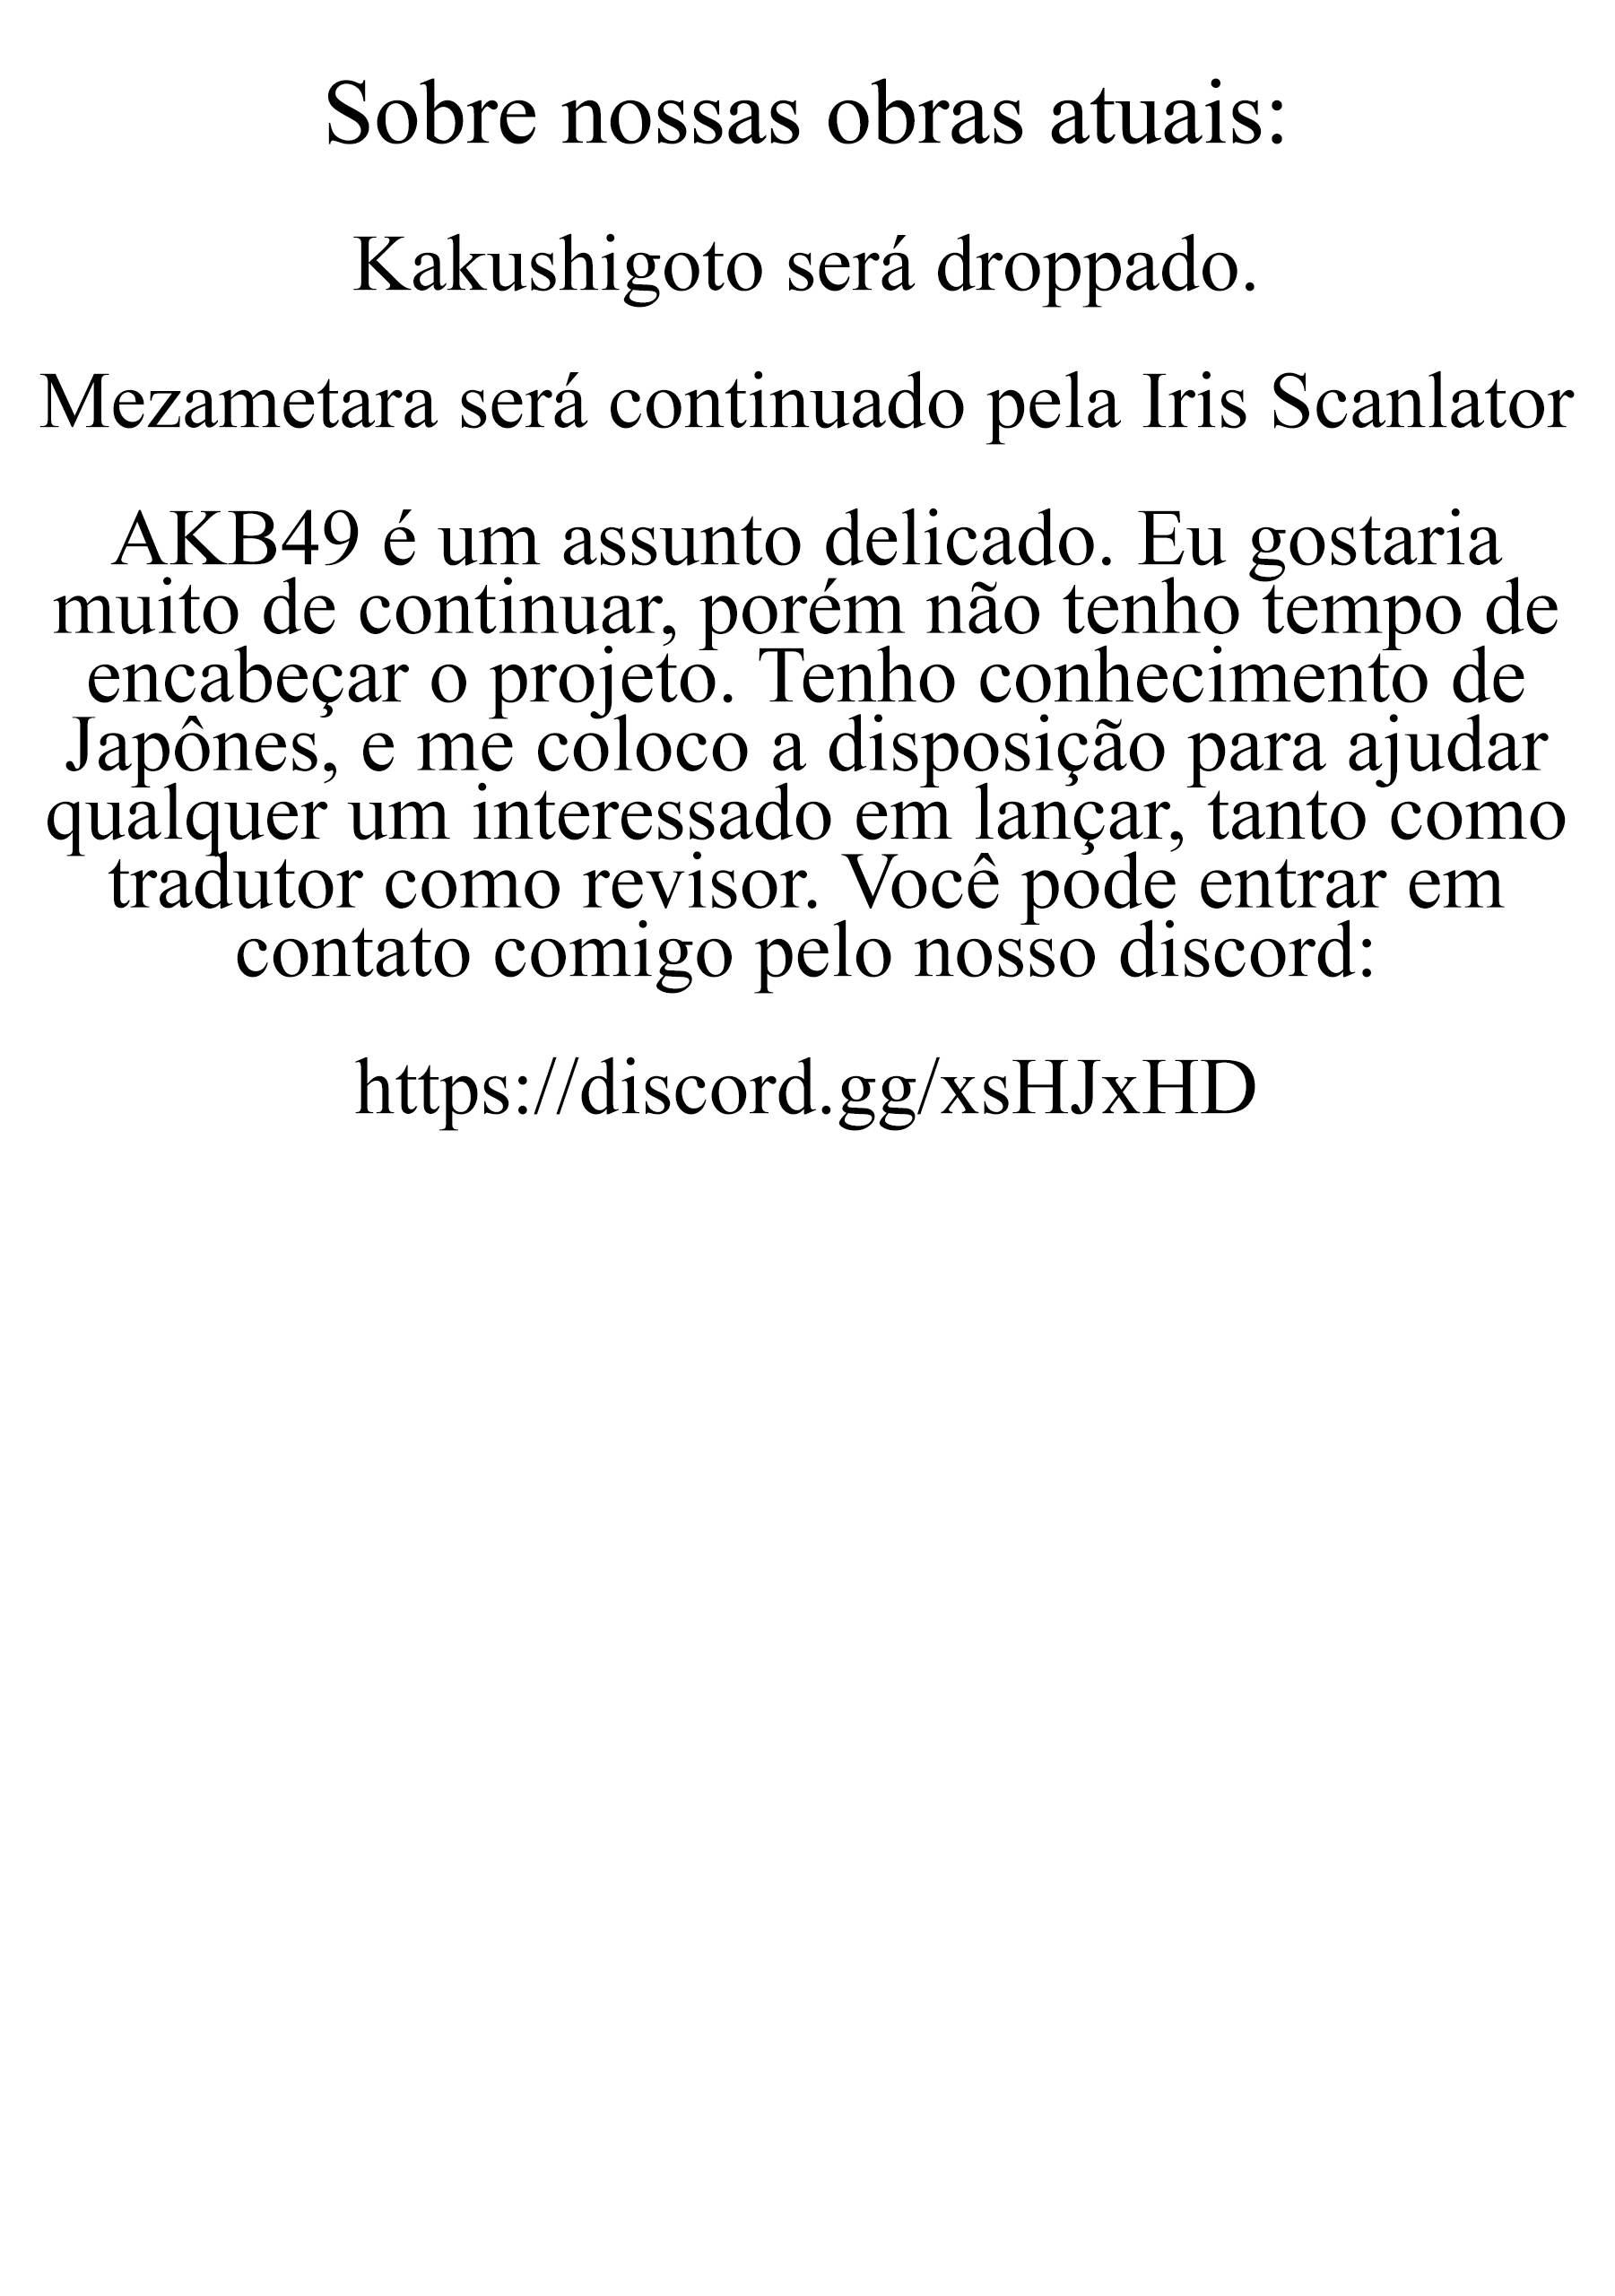 Sobre nossas obras atuais:
Kakushigoto será droppado.
Mezametara será continuado pela Iris Scanlator
AKB49 é um assunto delicado. Eu gostaria
muito de continuar, porém não tenho tempo de
encabeçar o projeto. Tenho conhecimento de
Japônes, e me coloco a disposição para ajudar
qualquer um interessado em lançar, tanto como
tradutor como revisor. Você pode entrar em
contato comigo pelo nosso discord:
https://discord.gg/xsHJxHD